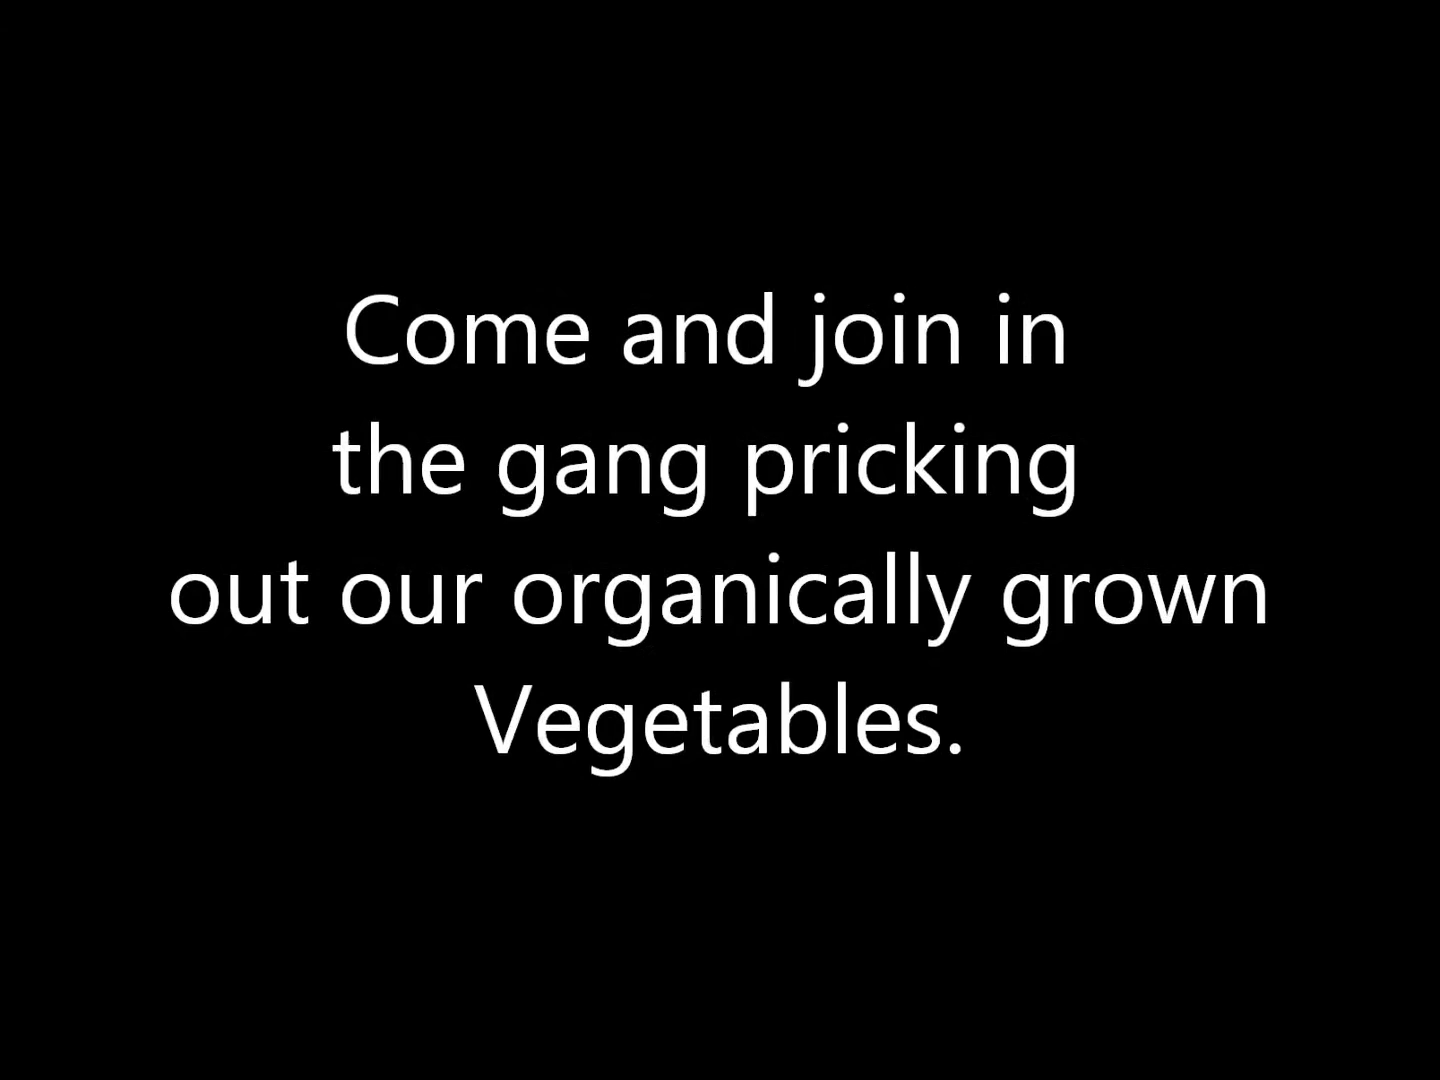 Come and join in
the gang pricking
out our organically grown
Vegetables.